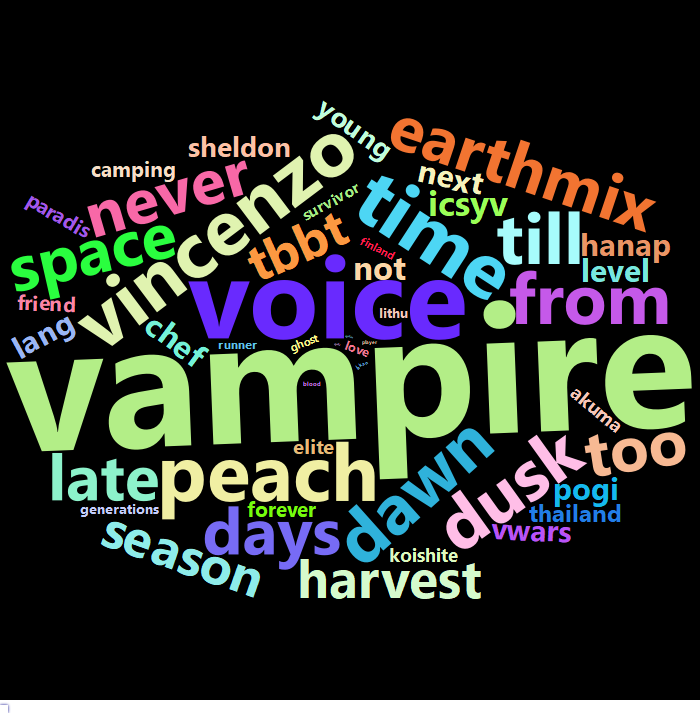 young
earthmix
sheldon
camping
never
vincenzo
next
survivor
time
icsyv
paradis
space
tbbt
finland
till
hanap
not
level
friend
voice
from
lang
chef
lithu
runner
ghost
love
player
vampire
blood
akuma
elite
too
late
peach
dawn
dusk
pogi
generations
forever
thailand
season
days
vwars
koishite
harvest